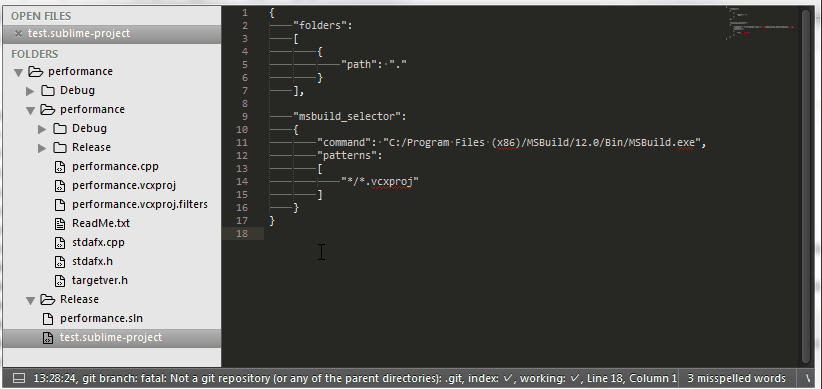 OPEN FILES
× test.sublime-project
FOLDERS
performance
Debug
performance
Debug
Release
performance.cpp
performance.vcxproj
performance.vcxproj.filters
ReadMe.txt
stdafx.cpp
stdafx.h
targetver.h
Release
performance.sln
test.sublime-project
1 {
2 "folders":
3 [
4 {
5 "path": "."
6 }
7 ],
8
9 "msbuild_selector":
10 {
11 "command": "C:/Program Files (x86)/MSBuild/12.0/Bin/MSBuild.exe",
12 "patterns":
13 [
14 "*/*.vcxproj"
15 ]
16 }
17 }
18
13:28:24, git branch: fatal: Not a git repository (or any of the parent directories): .git, index: ✓, working: ✓, Line 18, Column 1 3 misspelled words